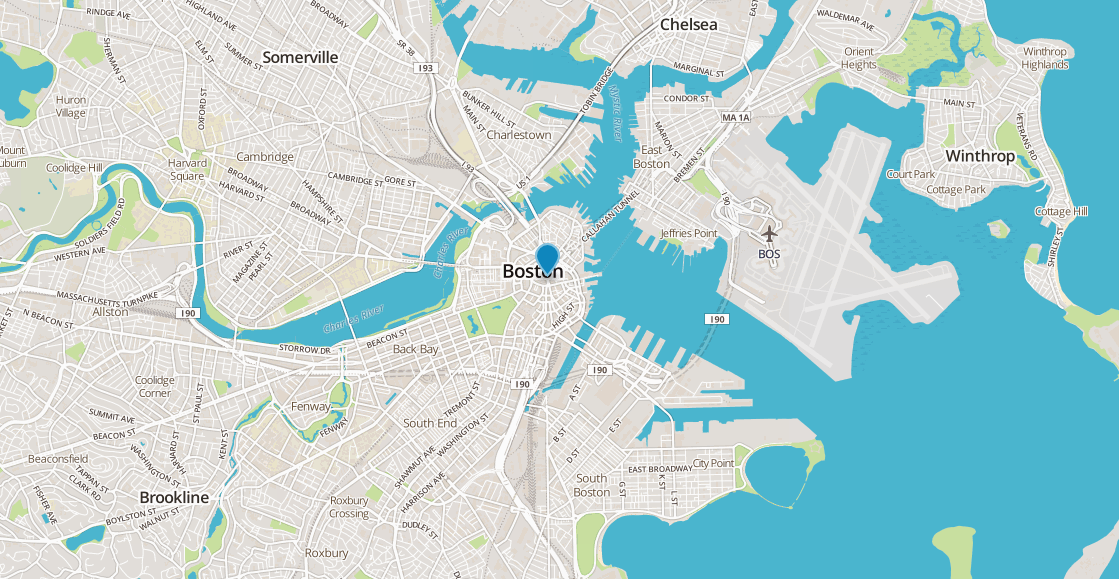 RINDGE AVE
HIGHLAND AVE
BROADWAY
Chelsea
EAST
WALDEMAR AVE
SHERMAN ST
ELM ST
SUMMER ST
Somerville
SR 38
I 93
MARGINAL ST
Orient
Heights
Winthrop
Highlands
Huron
Village
OXFORD ST
BUNKER HILL ST
MAIN ST
TOBIN BRIDGE
Mystic River
CONDOR ST
MA 1A
MAIN ST
VETERANS RD
Charlestown
MARION ST
East
Boston
BREMEN ST
Winthrop
Mount
uburn
Coolidge Hill
Harvard
Square
Cambridge
I 93
US 1
CAMBRIDGE ST
GORE ST
BROADWAY
HARVARD ST
HAMPSHIRE ST
BROADWAY
Court Park
Cottage Park
I 90
CALLAHAN TUNNEL
SOLDIERS FIELD RD
WESTERN AVE
RIVER ST
MAGAZINE ST
PEARL ST
Charles River
Jeffries Point
BOS
Cottage Hill
SHIRLEY ST
Boston
MASSACHUSETTS TURNPIKE
I 90
Allston
KET ST
N BEACON ST
Charles River
HIGH ST
I 90
STORROW DR
BEACON ST
Back Bay
I 90
I 90
Coolidge
Corner
ST PAUL ST
Fenway
FENWAY
TREMONT ST
South End
WASHINGTON ST
A ST
B ST
E ST
D ST
SUMMIT AVE
BEACON ST
HARVARD ST
KENT ST
Beaconsfield
WASHINGTON ST
TAPPAN ST
CLARK RD
SHAWMUT AVE
HARRISON AVE
EAST BROADWAY
City Point
South
Boston
G ST
K ST
L ST
FISHER AVE
Brookline
BOYLSTON ST
WALNUT ST
Roxbury
Crossing
DUDLEY ST
Roxbury